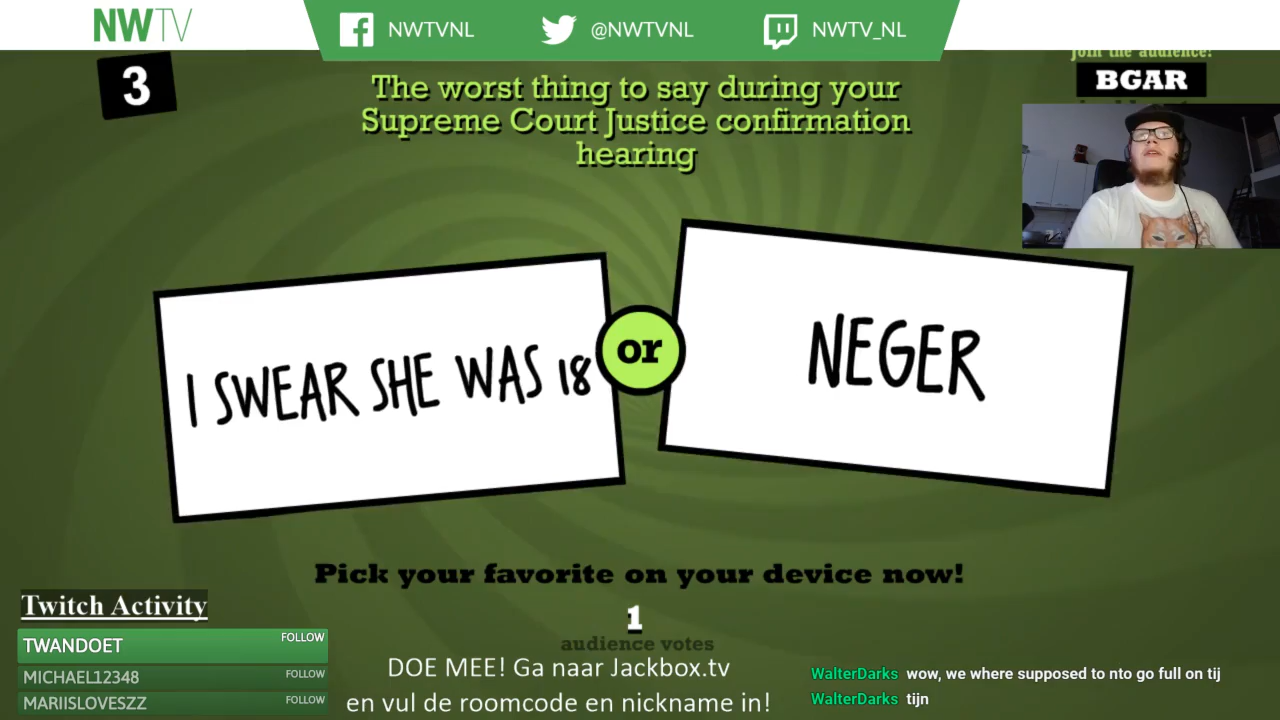 NWTV
NWTVNL
@NWTVNL
NWTV_NL
3
The worst thing to say during your
Supreme Court Justice confirmation
hearing
join the audience!
BGAR
I SWEAR SHE WAS 18
or
NEGER
Pick your favorite on your device now!
1
audience votes
Twitch Activity
TWANDOET FOLLOW
MICHAEL12348 FOLLOW
MARIISLOVESZZ FOLLOW
DOE MEE! Ga naar Jackbox.tv
en vul de roomcode en nickname in!
WalterDarks wow, we where supposed to nto go full on tij
WalterDarks tijn